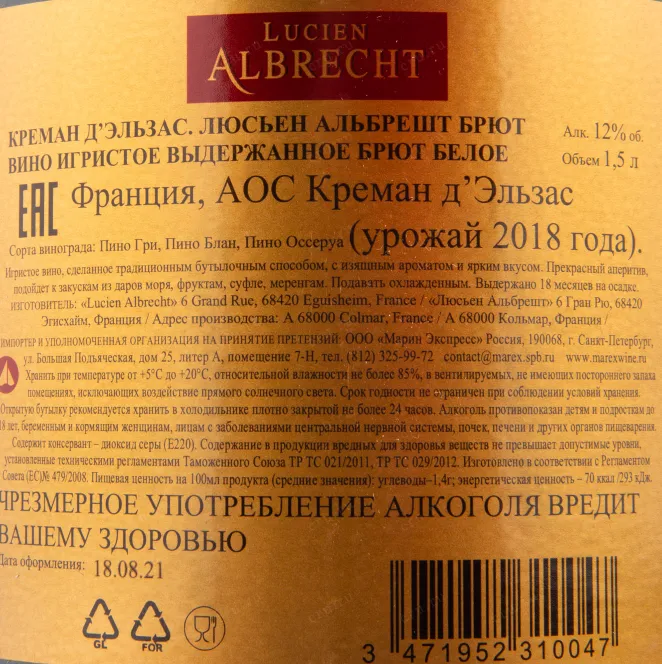 LUCIEN
ALBRECHT
КРЕМАН Д’ЭЛЬЗАС. ЛЮСЬЕН АЛЬБРЕШТ БРЮТ
Алк. 12% об.
ВИНО ИГРИСТОЕ ВЫДЕРЖАННОЕ БРЮТ БЕЛОЕ
Объем 1,5 л
EAC
Франция, АОС Креман д’Эльзас
Сорта винограда: Пино Гри, Пино Блан, Пино Оссеруа (урожай 2018 года).
Игристое вино, сделанное традиционным бутылочным способом, с изящным ароматом и ярким вкусом. Прекрасный аперитив,
подойдет к закускам из даров моря, фруктам, суфле, меренгам. Подавать охлажденным. Выдержано 18 месяцев на осадке.
ИЗГОТОВИТЕЛЬ: «Lucien Albrecht» 6 Grand Rue, 68420 Eguisheim, France / «Люсьен Альбрешт» 6 Гран Рю, 68420
Эгисхайм, Франция / Адрес производства: A 68000 Colmar, France / А 68000 Кольмар, Франция /
ИМПОРТЕР И УПОЛНОМОЧЕННАЯ ОРГАНИЗАЦИЯ НА ПРИНЯТИЕ ПРЕТЕНЗИЙ: ООО «Марин Экспресс» Россия, 190068, г. Санкт-Петербург,
ул. Большая Подьяческая, дом 25, литер А, помещение 7-Н, тел. (812) 325-99-72 contact@marex.spb.ru www.marexwine.ru
Хранить при температуре от +5°С до +20°С, относительной влажности не более 85%, в вентилируемых, не имеющих постороннего запаха
помещениях, исключающих воздействие прямого солнечного света. Срок годности не ограничен при соблюдении условий хранения.
Открытую бутылку рекомендуется хранить в холодильнике плотно закрытой не более 24 часов. Алкоголь противопоказан детям и подросткам до
18 лет, беременным и кормящим женщинам, лицам с заболеваниями центральной нервной системы, почек, печени и других органов пищеварения.
Содержит консервант – диоксид серы (Е220). Содержание в продукции вредных для здоровья веществ не превышает допустимые уровни,
установленные техническими регламентами Таможенного Союза ТР ТС 021/2011, ТР ТС 029/2012. Изготовлено в соответствии с Регламентом
Совета (ЕС)№ 479/2008. Пищевая ценность на 100мл продукта (средние значения): углеводы–1,4г; энергетическая ценность – 70 ккал /293 кДж.
ЧРЕЗМЕРНОЕ УПОТРЕБЛЕНИЕ АЛКОГОЛЯ ВРЕДИТ
ВАШЕМУ ЗДОРОВЬЮ
Дата оформления: 18.08.21
GL
FOR
3 471952 310047